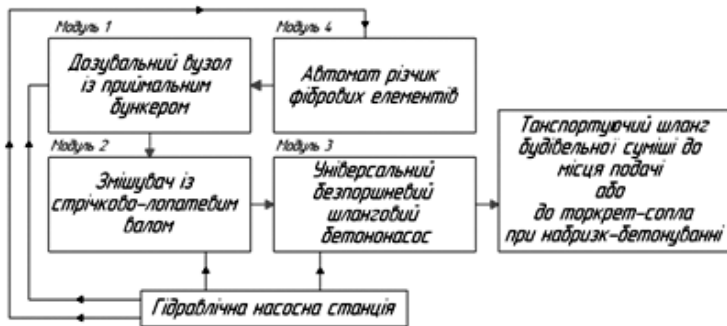 Модуль 1
Дозувальний вузол
із приймальним
бункером
Модуль 4
Автомат різчик
фібрових елементів
Модуль 2
Змішувач із
стрічково-лопатевим
валом
Модуль 3
Універсальний
безпоршневий
шланговий
бетононасос
Танспортуючий шланг
будівельної суміші до
місця подачі
або
до торкрет-сопла
при набризк-бетонуванні
Гідравлічна насосна станція